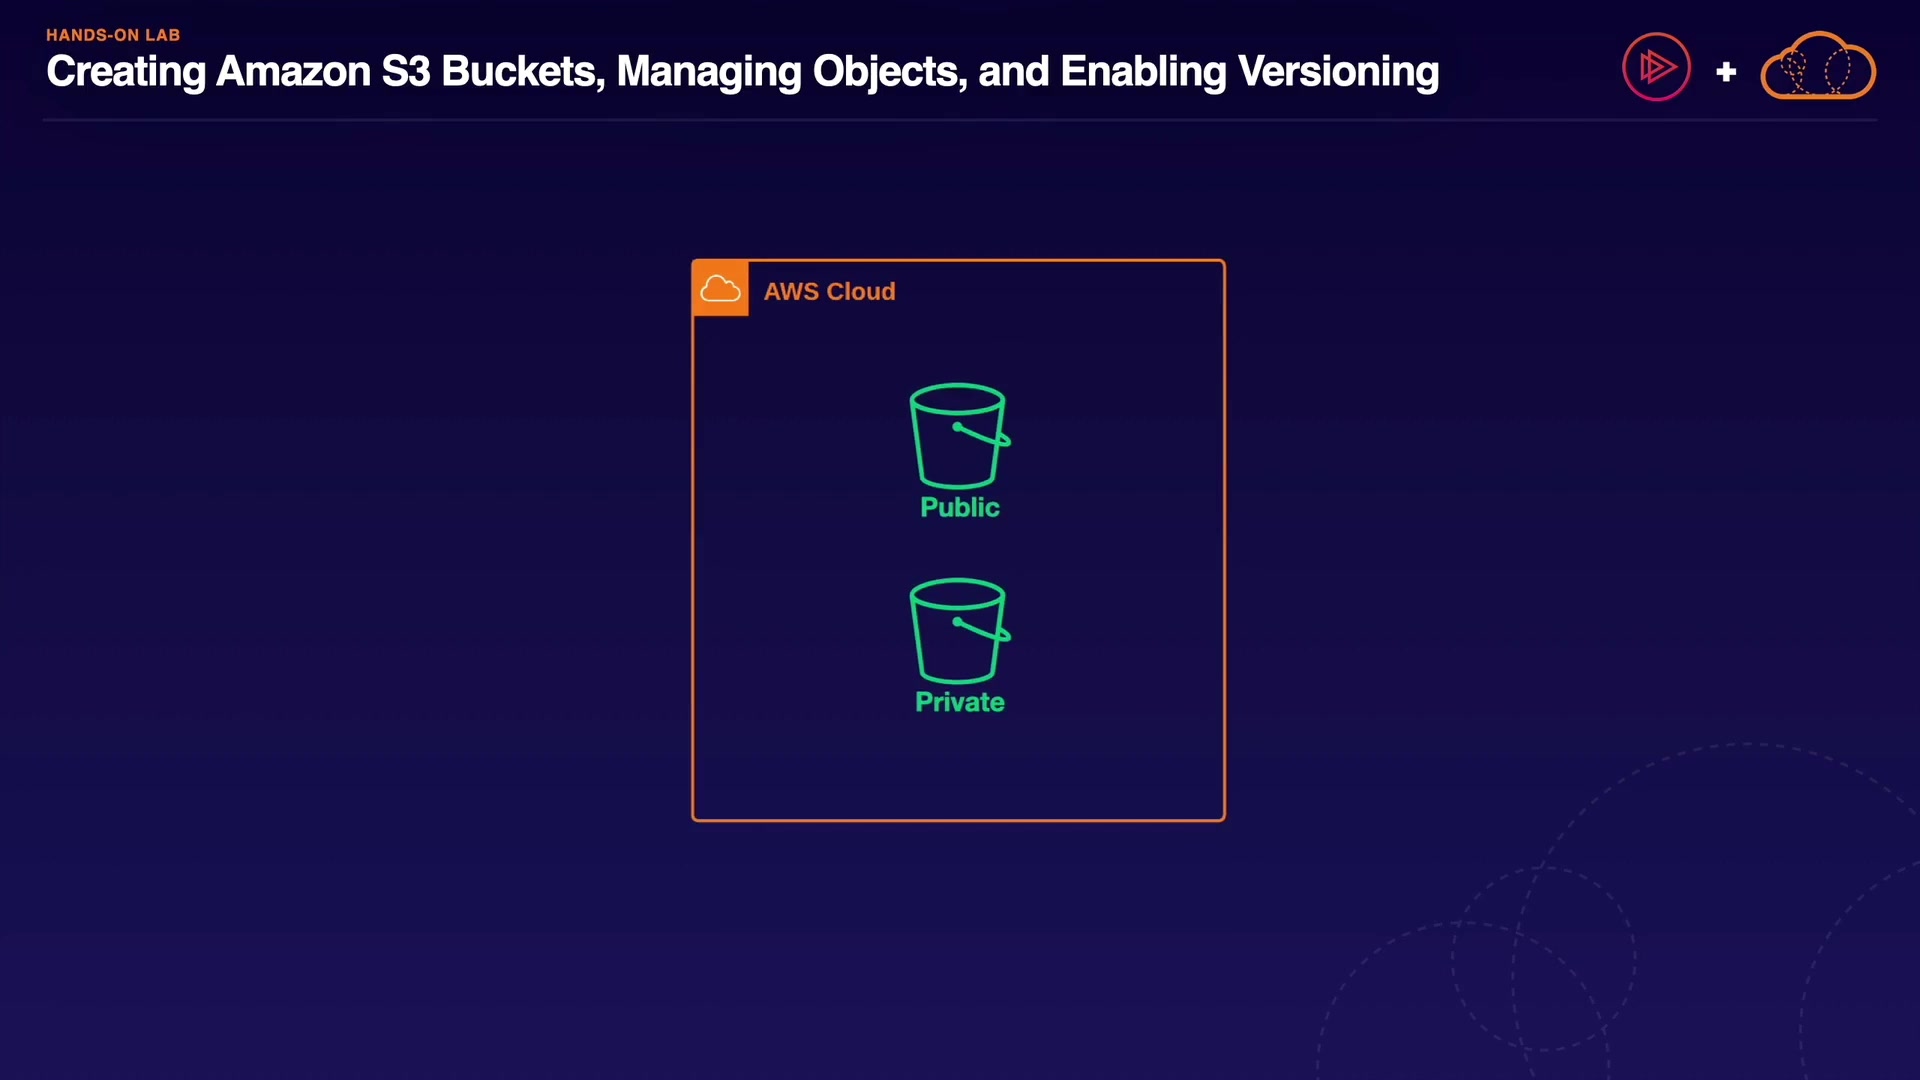 HANDS-ON LAB
Creating Amazon S3 Buckets, Managing Objects, and Enabling Versioning
AWS Cloud
Public
Private